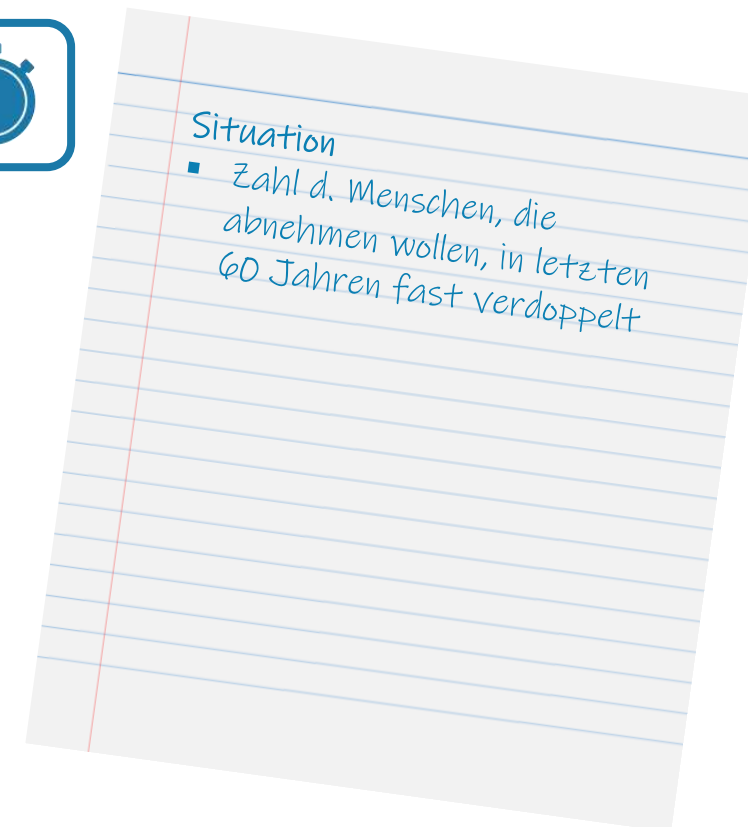 Situation
▪ Zahl d. Menschen, die
abnehmen wollen, in letzten
60 Jahren fast verdoppelt